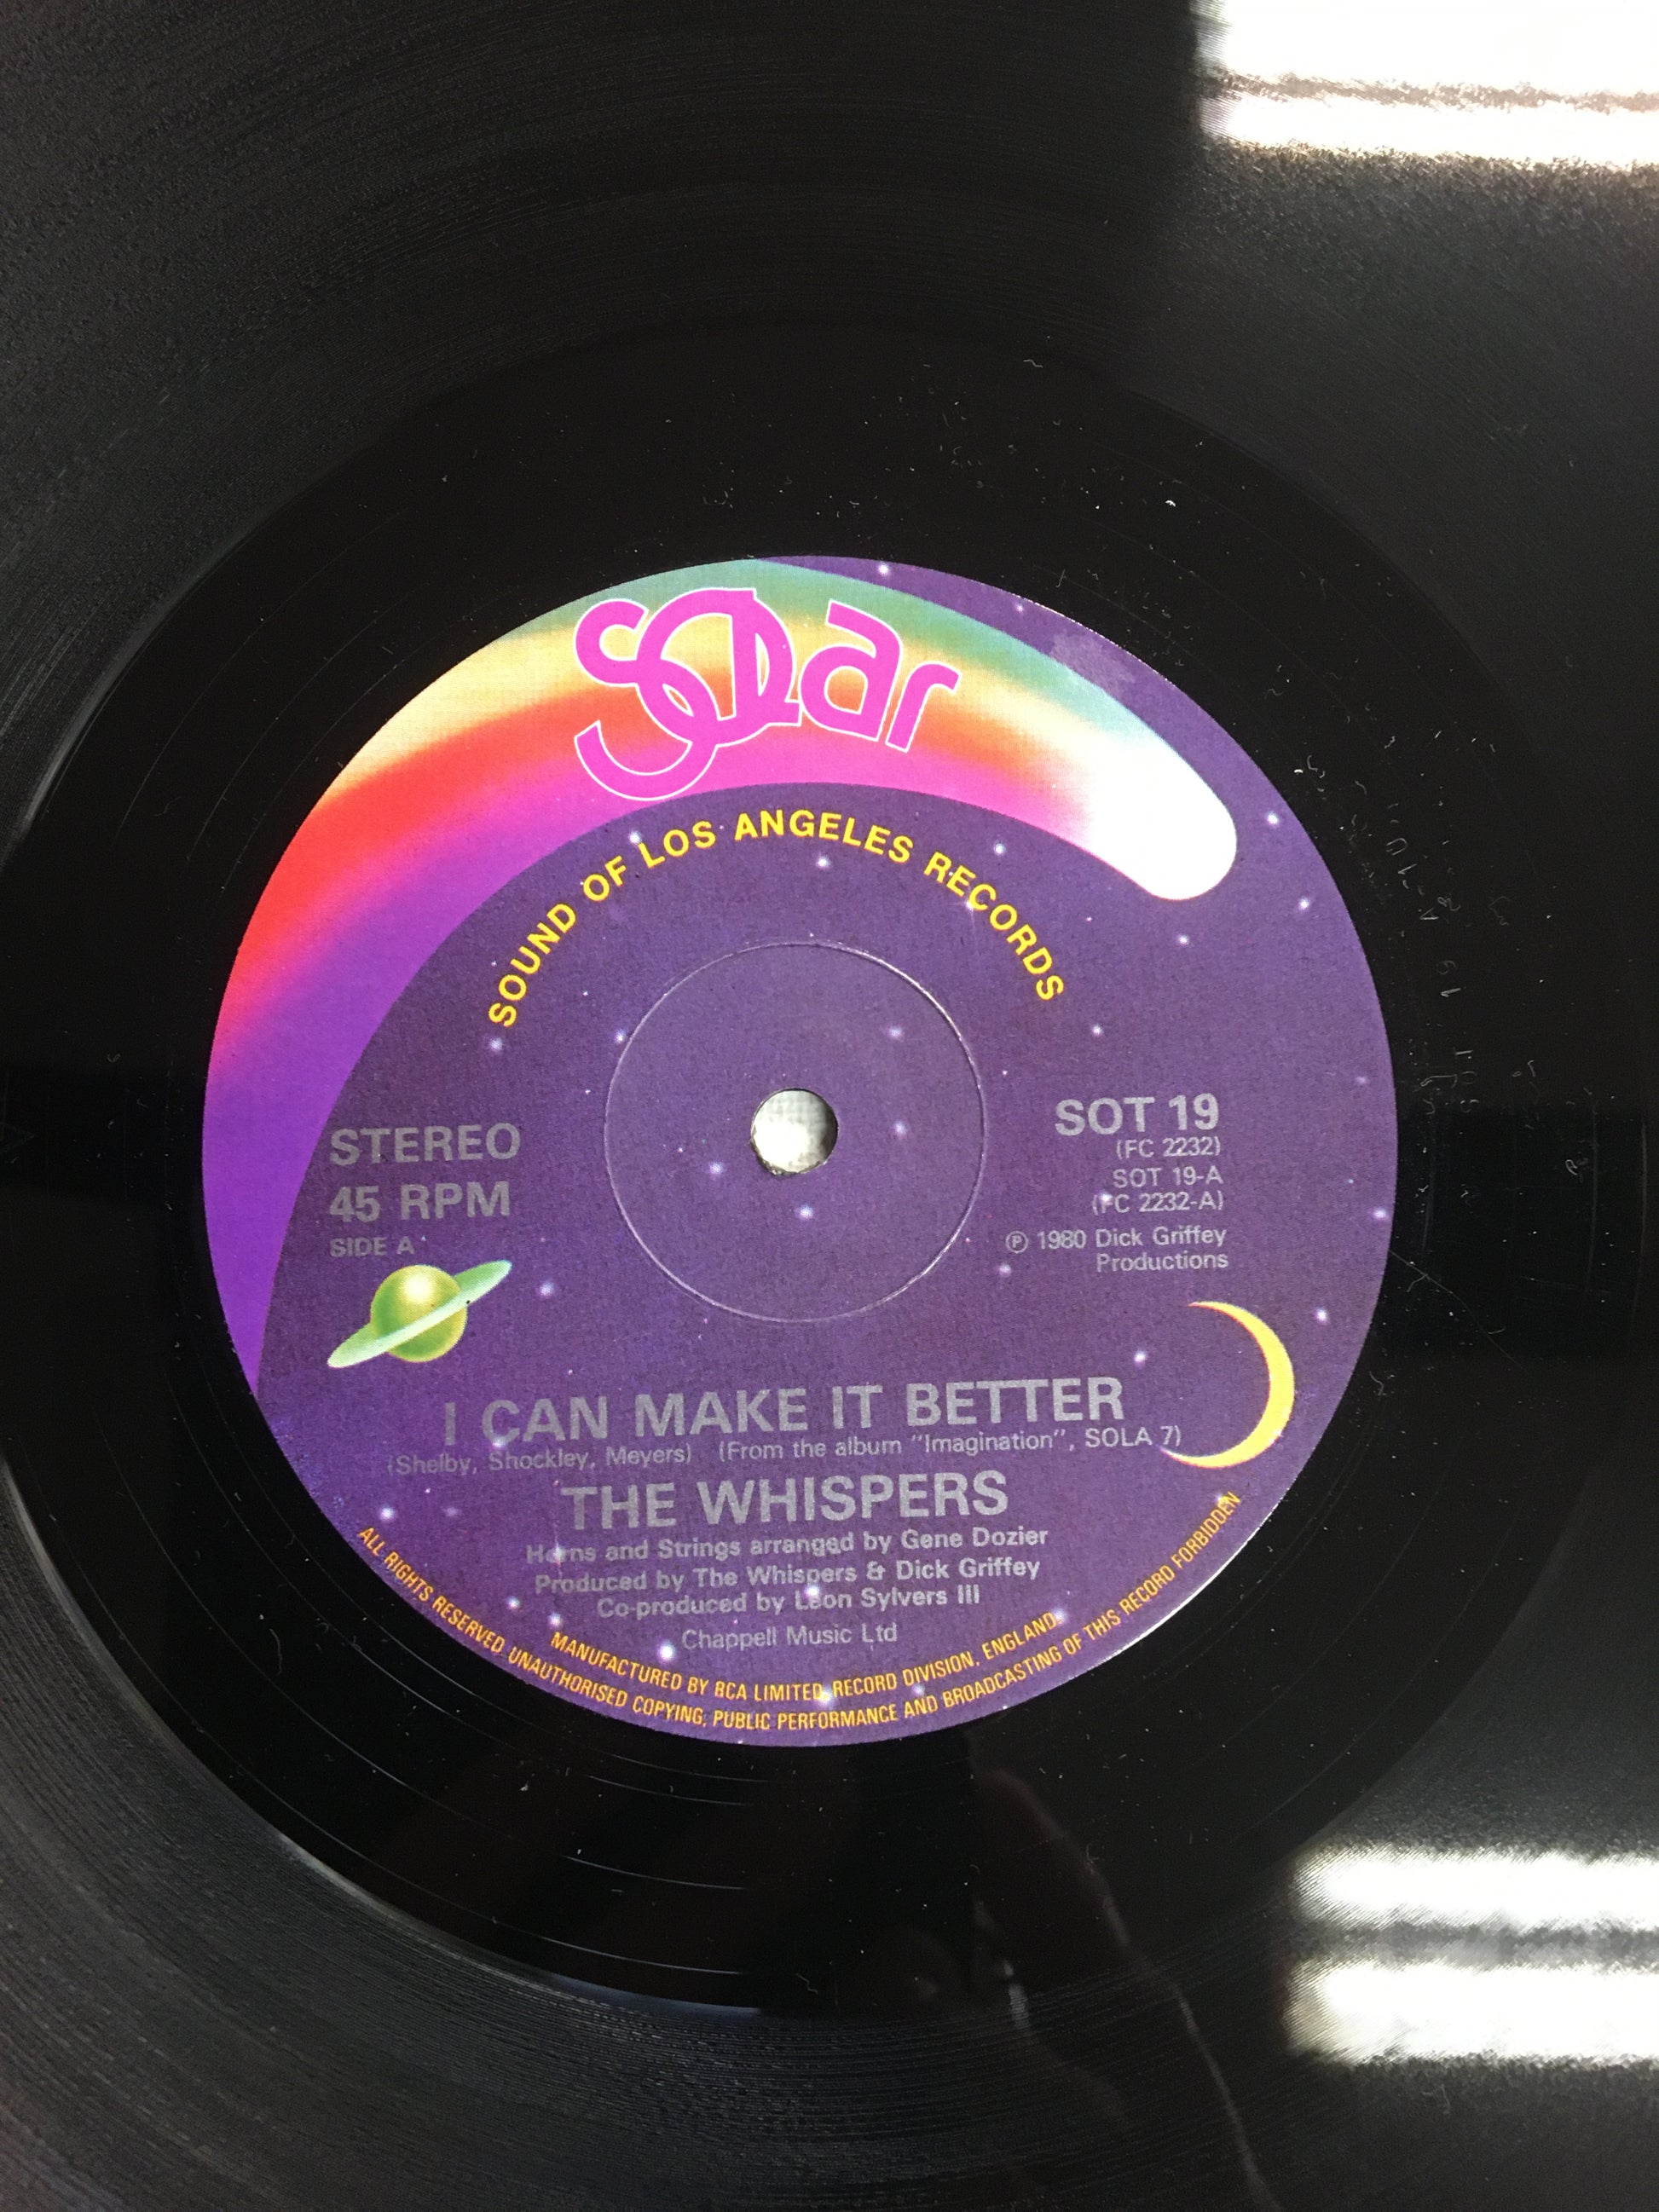 Solar
SOUND OF LOS ANGELES RECORDS
STEREO
45 RPM
SIDE A
SOT 19
(FC 2232)
SOT 19-A
(FC 2232-A)
℗ 1980 Dick Griffey
Productions
I CAN MAKE IT BETTER
(Shelby, Shockley, Meyers) (From the album "Imagination", SOLA 7)
THE WHISPERS
Horns and Strings arranged by Gene Dozier
Produced by The Whispers & Dick Griffey
Co-produced by Leon Sylvers III
Chappell Music Ltd
MANUFACTURED BY RCA LIMITED, RECORD DIVISION, ENGLAND.
ALL RIGHTS RESERVED. UNAUTHORISED COPYING, PUBLIC PERFORMANCE AND BROADCASTING OF THIS RECORD FORBIDDEN